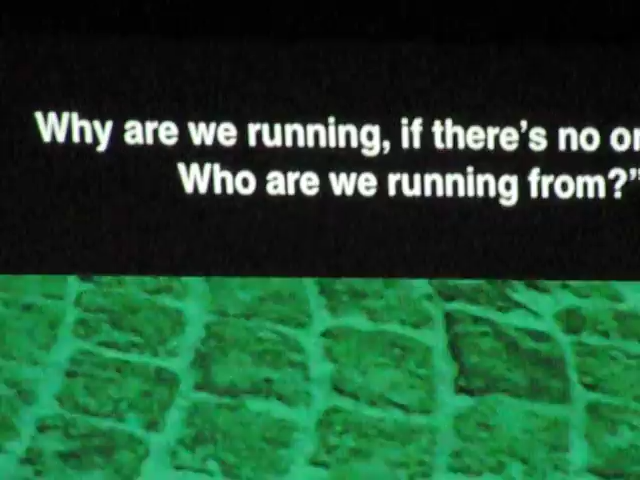 Why are we running, if there's no
Who are we running from?"